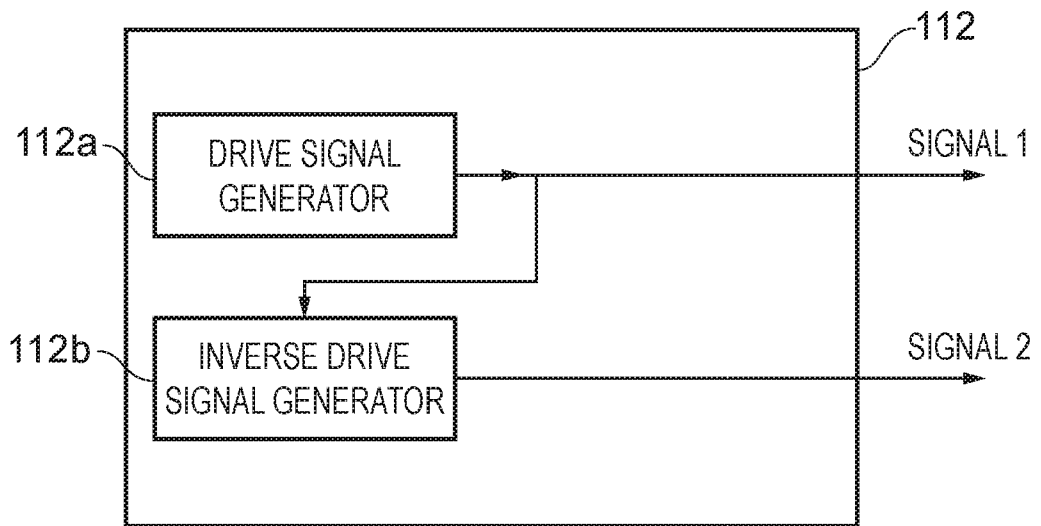 112
112a
DRIVE SIGNAL
GENERATOR
SIGNAL 1
112b
INVERSE DRIVE
SIGNAL GENERATOR
SIGNAL 2